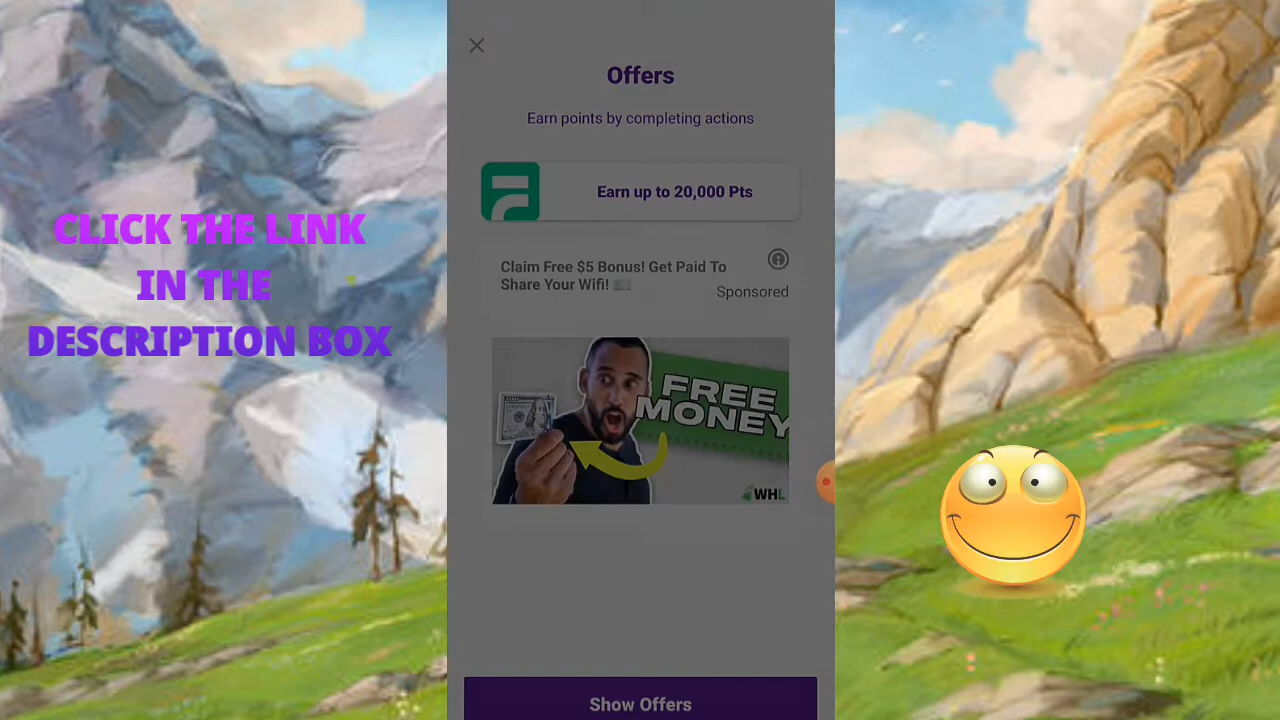 CLICK THE LINK
IN THE
DESCRIPTION BOX
Offers
Earn points by completing actions
Earn up to 20,000 Pts
Claim Free $5 Bonus! Get Paid To
Share Your Wifi!
Sponsored
FREE
MONEY
WHL
Show Offers